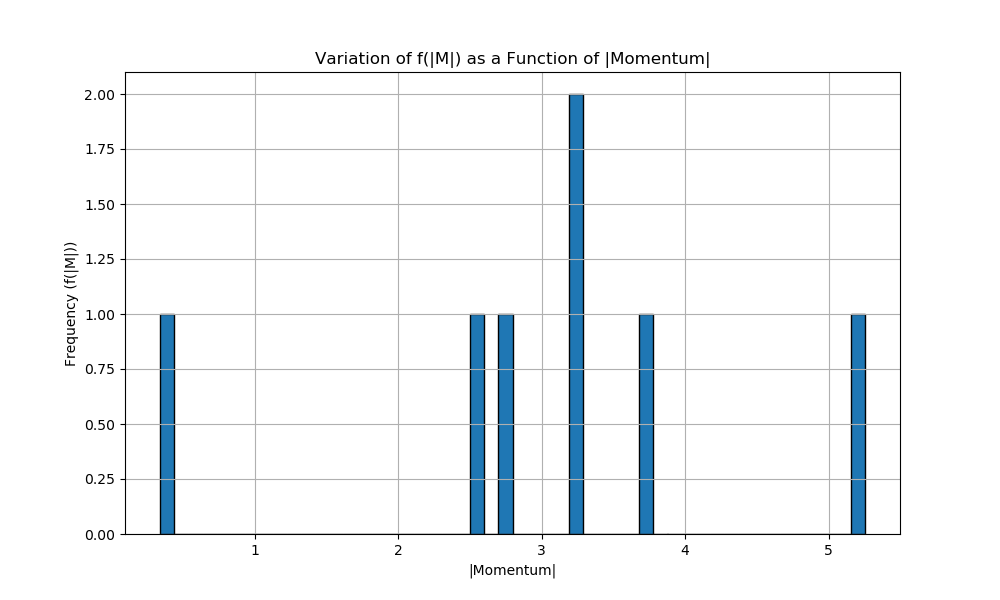 Variation of f(|M|) as a Function of |Momentum|
Frequency (f(|M|))
2.00
1.75
1.50
1.25
1.00
0.75
0.50
0.25
0.00
1 2 3 4 5
|Momentum|